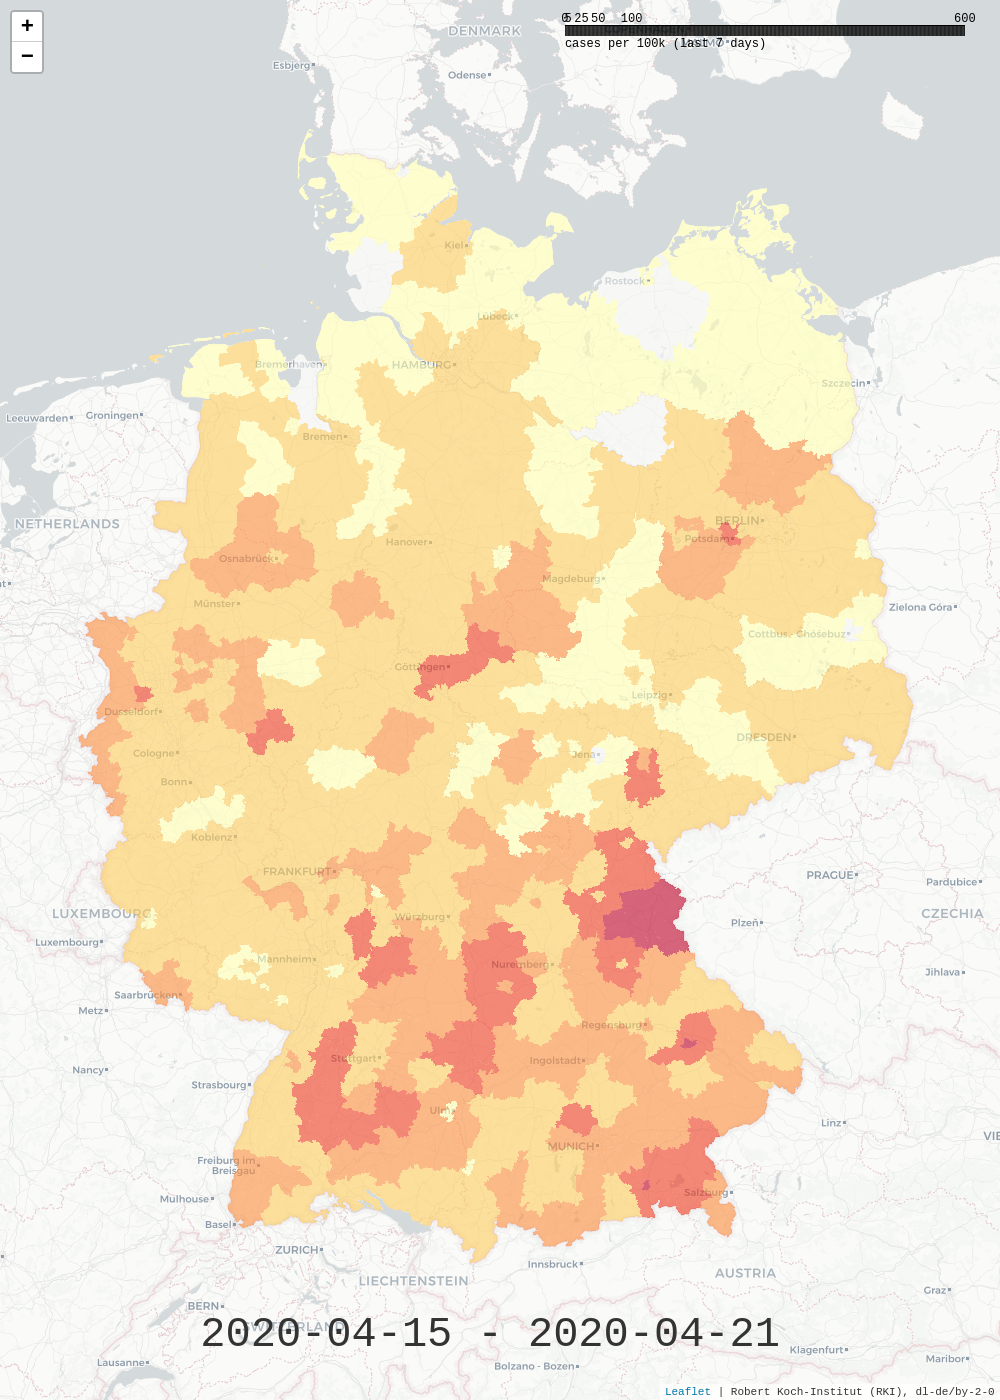 +
−
0 5 25 50 100 600
cases per 100k (last 7 days)
DENMARK
Esbjerg
Odense
Kiel
Rostock
Lübeck
Bremerhaven
HAMBURG
Szczecin
Leeuwarden
Groningen
Bremen
NETHERLANDS
BERLIN
Potsdam
Hanover
Osnabrück
Magdeburg
Münster
Zielona Góra
Cottbus - Chóśebuz
Göttingen
Leipzig
Dusseldorf
DRESDEN
Cologne
Jena
Bonn
Koblenz
FRANKFURT
PRAGUE
Pardubice
LUXEMBOURG
Würzburg
CZECHIA
Plzeň
Luxembourg
Mannheim
Nuremberg
Jihlava
Saarbrücken
Metz
Regensburg
Stuttgart
Ingolstadt
Nancy
Strasbourg
Ulm
Linz
VIE
MUNICH
Freiburg im
Breisgau
Mulhouse
Salzburg
Basel
ZURICH
Innsbruck
AUSTRIA
LIECHTENSTEIN
Graz
BERN
SWITZERLAND
2020-04-15 - 2020-04-21
Klagenfurt
Maribor
Lausanne
Bolzano - Bozen
Leaflet | Robert Koch-Institut (RKI), dl-de/by-2-0